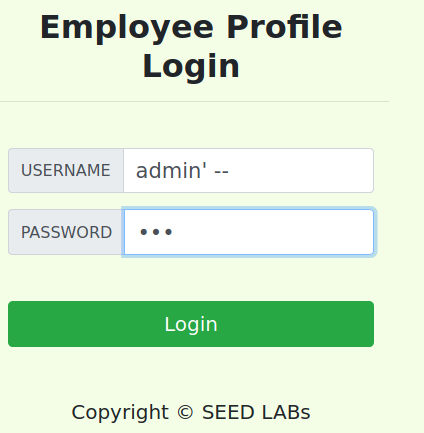 Employee Profile
Login
USERNAME admin' --
PASSWORD •••
Login
Copyright © SEED LABs